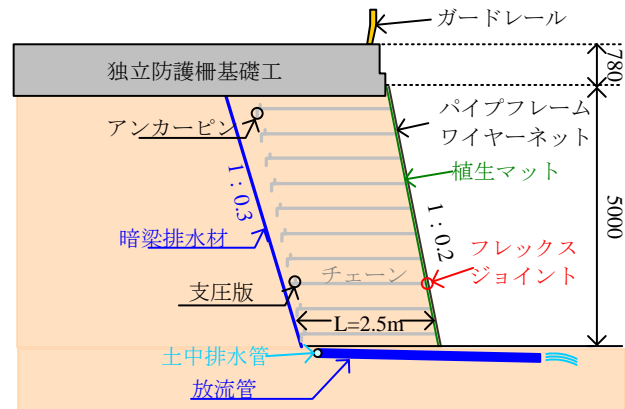 ガードレール
独立防護柵基礎工
780
アンカーピン
パイプフレーム
ワイヤーネット
植生マット
1：0.3
1：0.2
5000
暗梁排水材
フレックス
ジョイント
チェーン
支圧版
L=2.5m
土中排水管
放流管